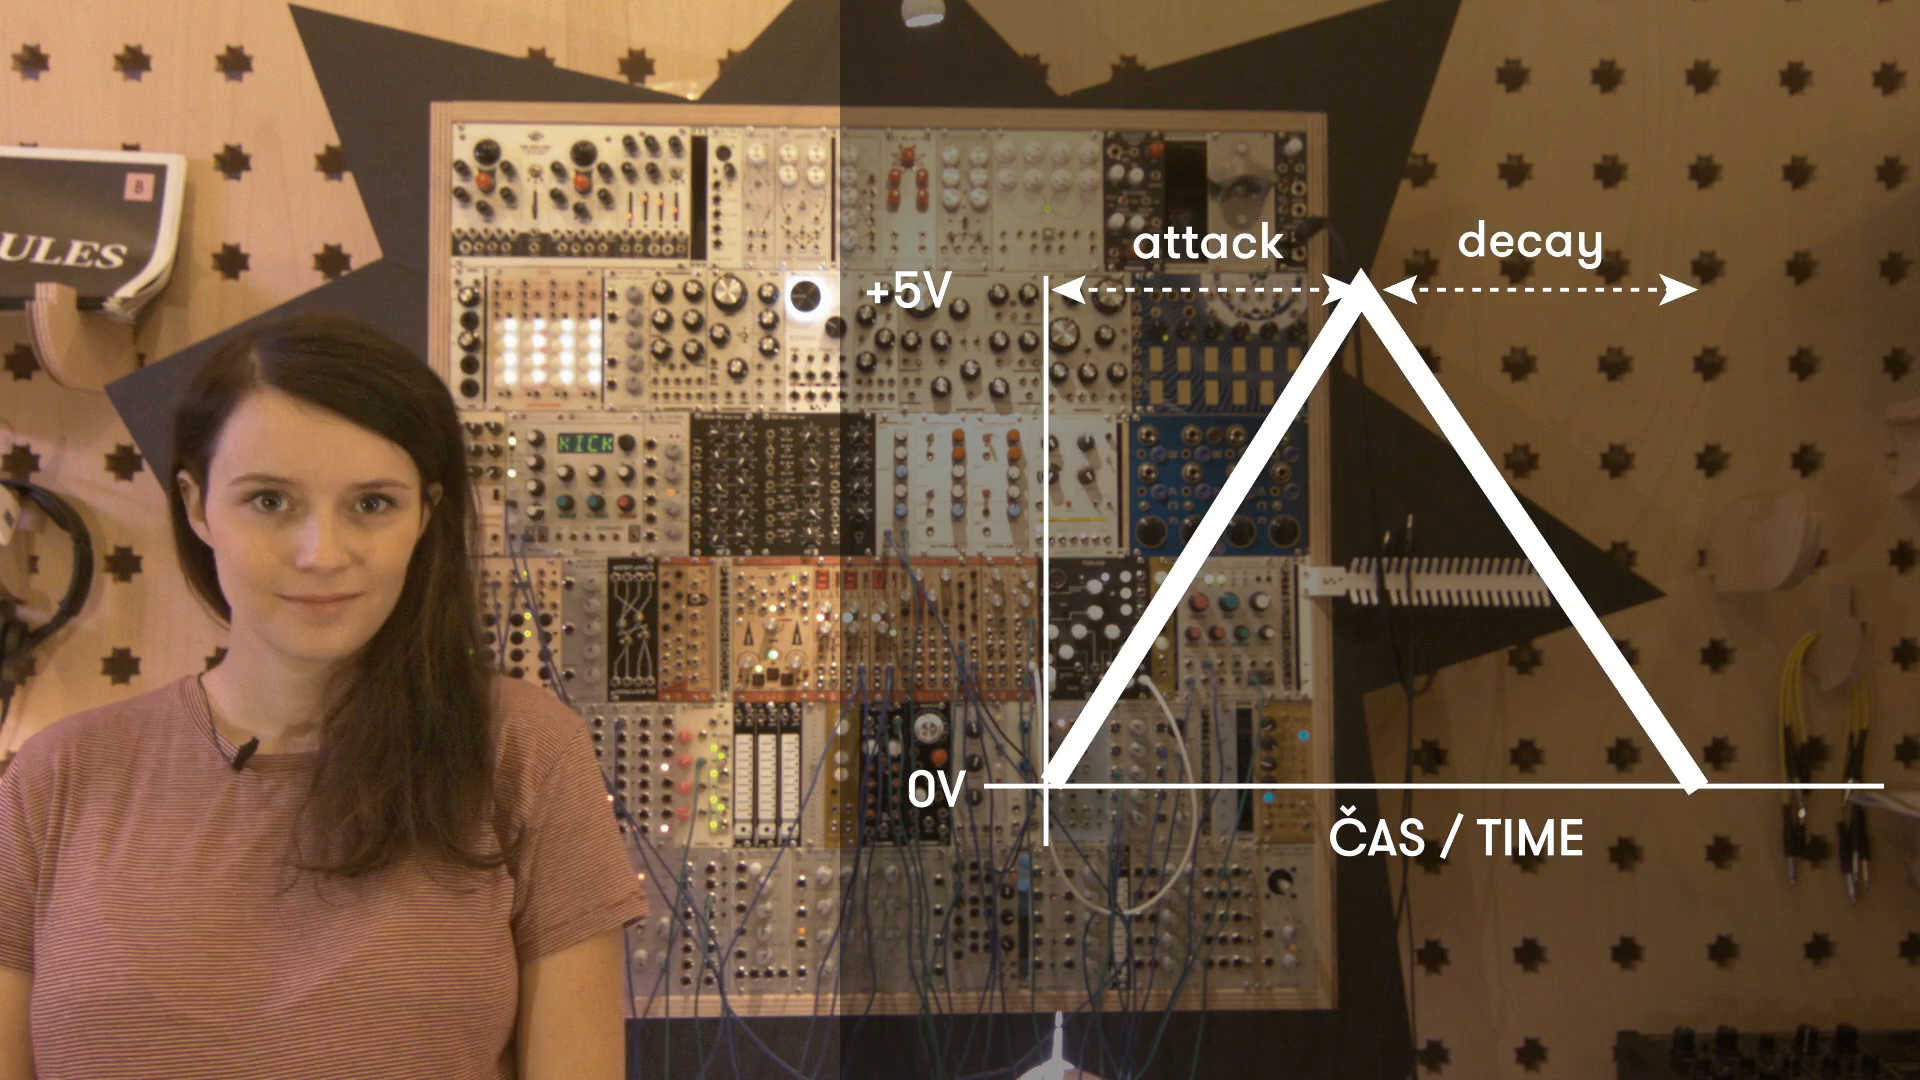 B
ULES
KICK
attack
decay
+5V
0V
ČAS / TIME